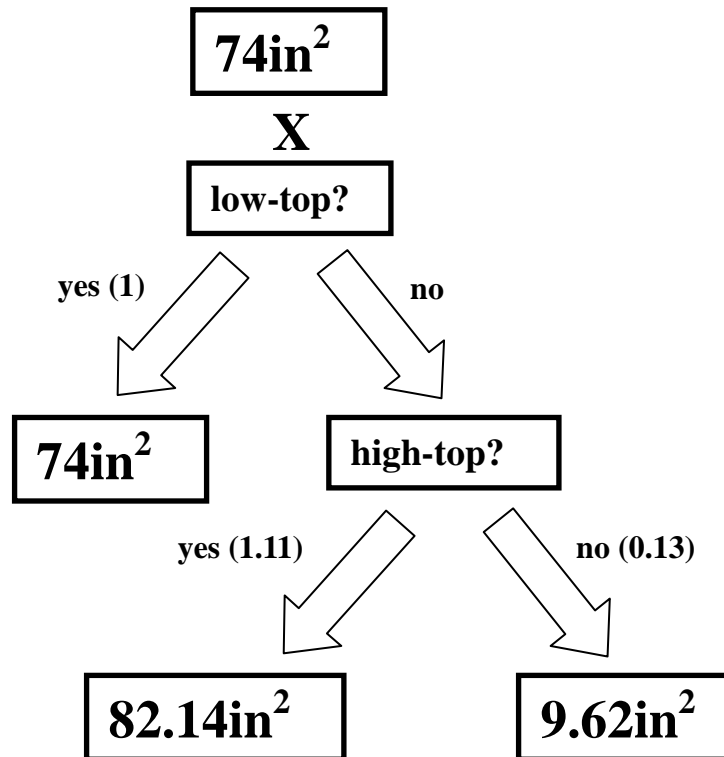 74in²
X
low-top?
yes (1)
no
74in²
high-top?
yes (1.11)
no (0.13)
82.14in²
9.62in²